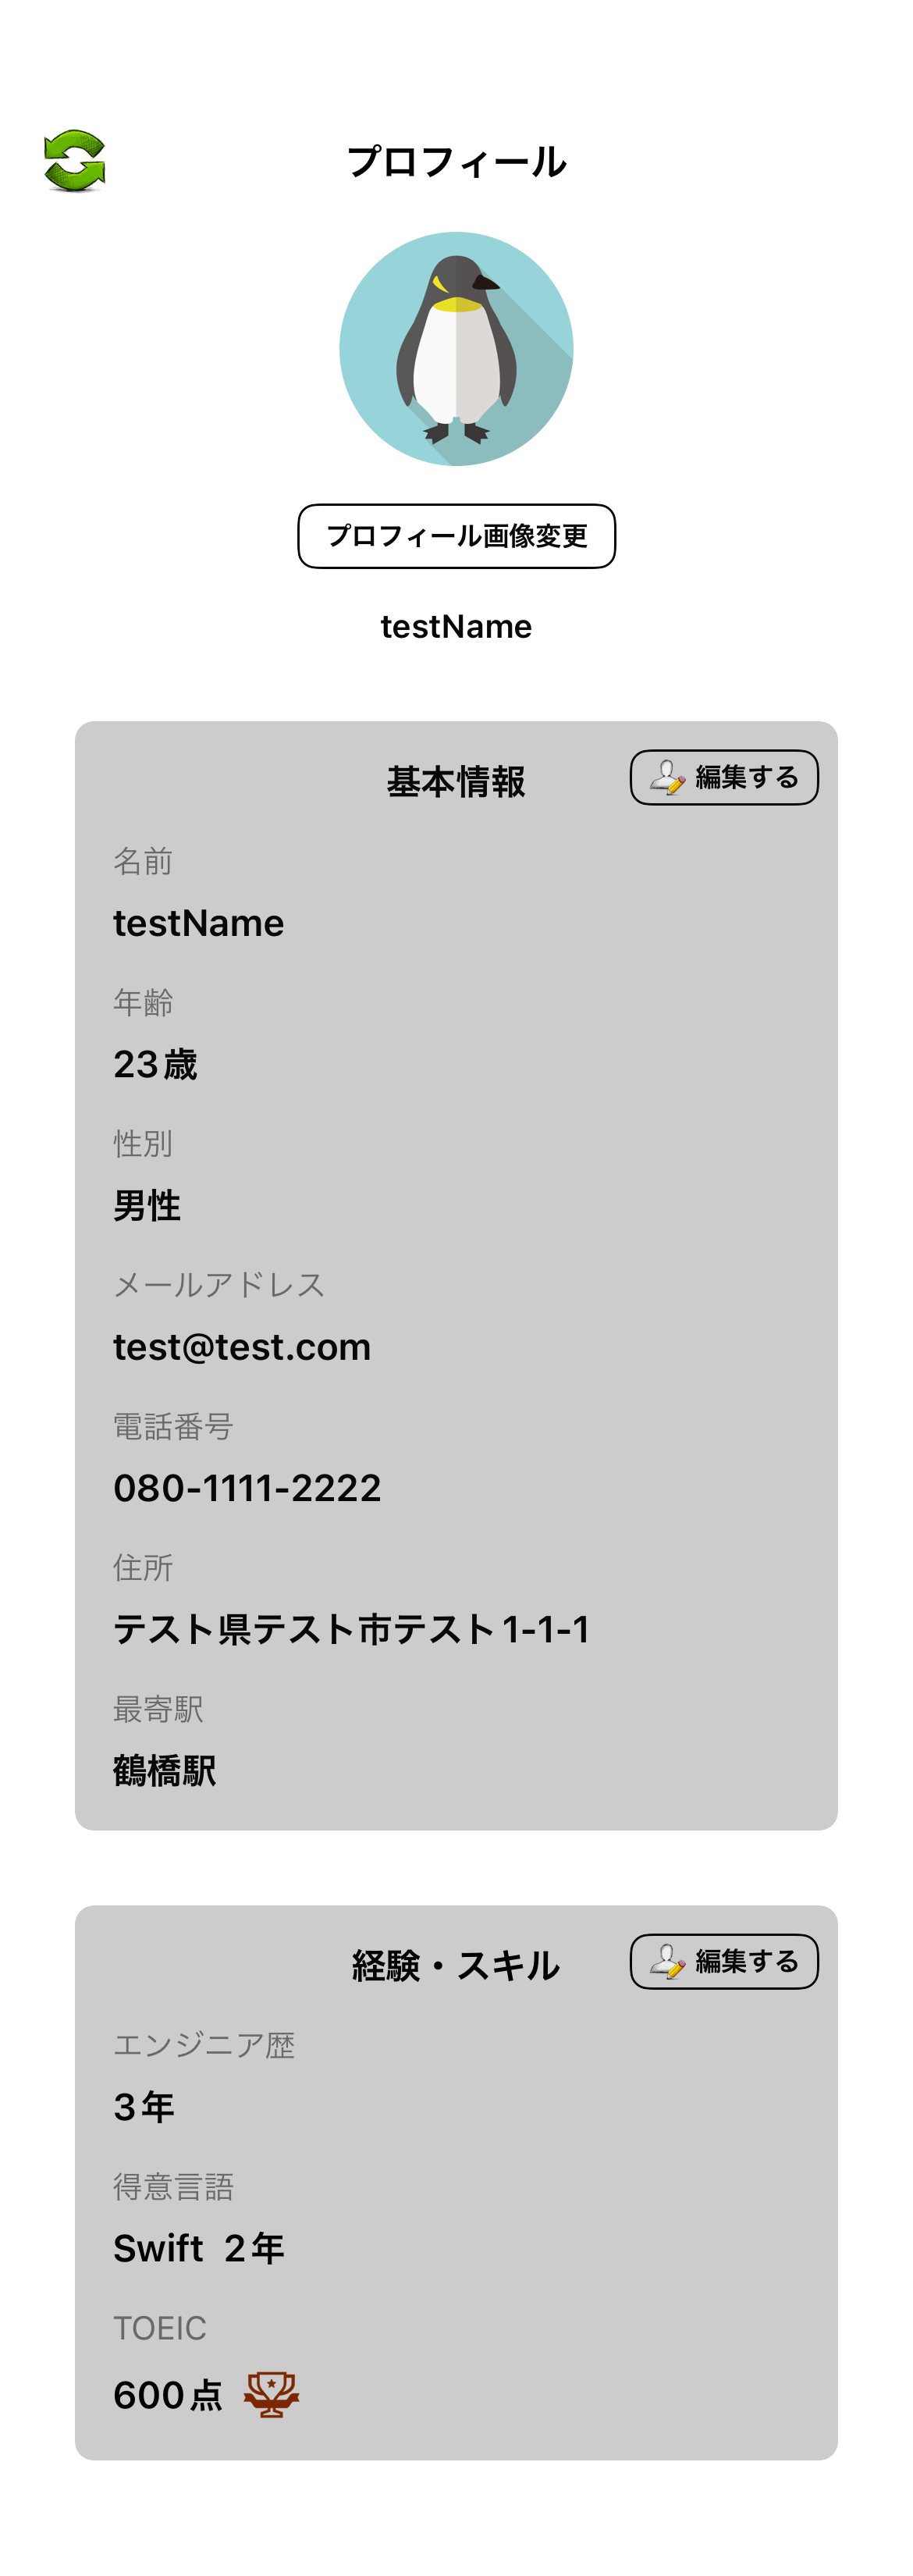 プロフィール
プロフィール画像変更
testName
基本情報
編集する
名前
testName
年齢
23歳
性別
男性
メールアドレス
test@test.com
電話番号
080-1111-2222
住所
テスト県テスト市テスト1-1-1
最寄駅
鶴橋駅
経験・スキル
編集する
エンジニア歴
3年
得意言語
Swift 2年
TOEIC
600点